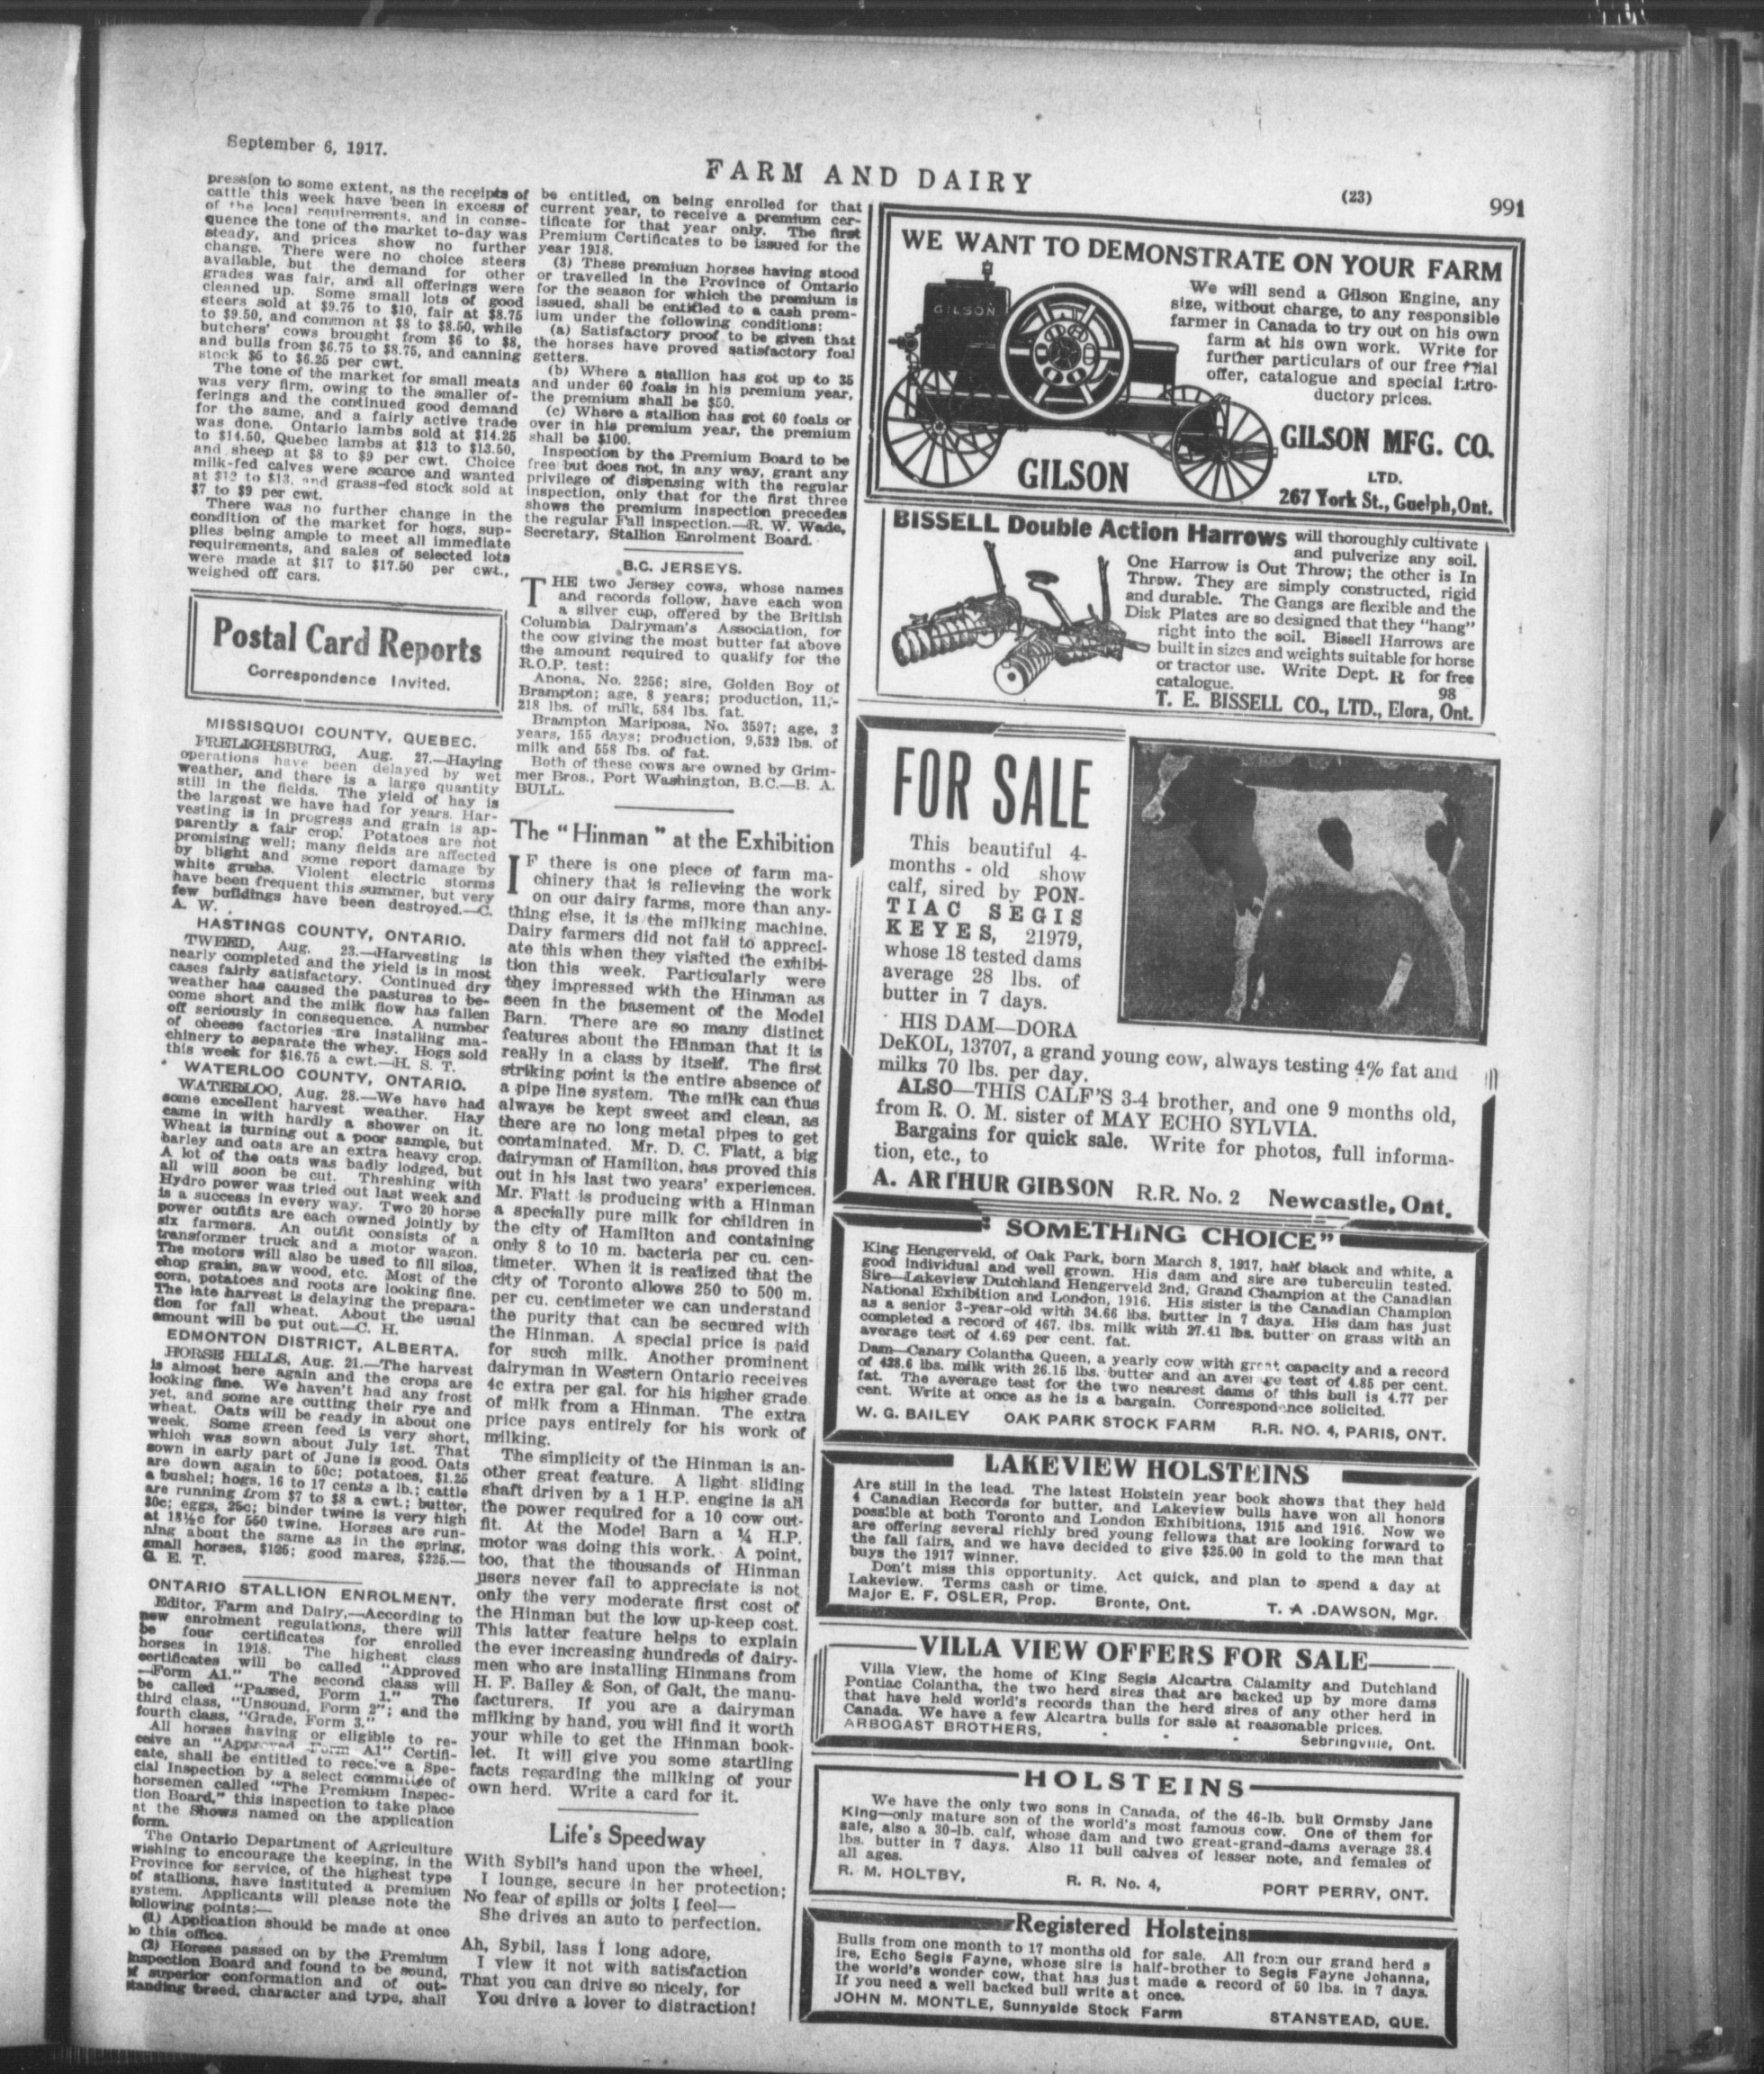 September 6, 1917.
FARM AND DAIRY
(23)
991
pression to some extent, as the receipts of
cattle this week have been in excess of
of the local requirements, and in conse-
quence the tone of the market to-day was
steady, and prices show no further
change. There were no choice steers
available, but the demand for other
grades was fair, and all offerings were
cleaned up. Some small lots of good
steers sold at $9.75 to $10, fair at $8.75
to $9.50, and common at $8 to $8.50, while
butchers' cows brought from $6 to $8,
and bulls from $6.75 to $8.75, and canning
stock $5 to $6.25 per cwt.
The tone of the market for small meats
was very firm, owing to the smaller of-
ferings and the continued good demand
for the same, and a fairly active trade
was done. Ontario lambs sold at $14.25
to $14.50, Quebec lambs at $13 to $13.50,
and sheep at $8 to $9 per cwt. Choice
milk-fed calves were scarce and wanted
at $12 to $13, and grass-fed stock sold at
$7 to $9 per cwt.
There was no further change in the
condition of the market for hogs, sup-
plies being ample to meet all immediate
requirements, and sales of selected lots
were made at $17 to $17.50 per cwt.,
weighed off cars.
Postal Card Reports
Correspondence Invited.
MISSISQUOI COUNTY, QUEBEC.
FRELIGHSBURG, Aug. 27.—Haying
operations have been delayed by wet
weather, and there is a large quantity
still in the fields. The yield of hay is
the largest we have had for years. Har-
vesting is in progress and grain is ap-
parently a fair crop. Potatoes are not
promising well; many fields are affected
by blight and some report damage by
white grubs. Violent electric storms
have been frequent this summer, but very
few buildings have been destroyed.—C.
A. W.
HASTINGS COUNTY, ONTARIO.
TWEED, Aug. 23.—Harvesting is
nearly completed and the yield is in most
cases fairly satisfactory. Continued dry
weather has caused the pastures to be-
come short and the milk flow has fallen
off seriously in consequence. A number
of cheese factories are installing ma-
chinery to separate the whey. Hogs sold
this week for $16.75 a cwt.—H. S. T.
WATERLOO COUNTY, ONTARIO.
WATERLOO, Aug. 28.—We have had
some excellent harvest weather. Hay
came in with hardly a shower on it.
Wheat is turning out a poor sample, but
barley and oats are an extra heavy crop.
A lot of the oats was badly lodged, but
all will soon be cut. Threshing with
Hydro power was tried out last week and
is a success in every way. Two 20 horse
power outfits are each owned jointly by
six farmers. An outfit consists of a
transformer truck and a motor wagon.
The motors will also be used to fill silos,
chop grain, saw wood, etc. Most of the
corn, potatoes and roots are looking fine.
The late harvest is delaying the prepara-
tion for fall wheat. About the usual
amount will be put out.—C. H.
EDMONTON DISTRICT, ALBERTA.
HORSE HILLS, Aug. 21.—The harvest
is almost here again and the crops are
looking fine. We haven't had any frost
yet, and some are cutting their rye and
wheat. Oats will be ready in about one
week. Some green feed is very short,
which was sown about July 1st. That
sown in early part of June is good. Oats
are down again to 50c; potatoes, $1.25
a bushel; hogs, 16 to 17 cents a lb.; cattle
are running from $7 to $8 a cwt.; butter,
30c; eggs, 25c; binder twine is very high
at 18½c for 550 twine. Horses are run-
ning about the same as in the spring,
small horses, $125; good mares, $225.—
G. E. T.
ONTARIO STALLION ENROLMENT.
Editor, Farm and Dairy,—According to
new enrolment regulations, there will
be four certificates for enrolled
horses in 1918. The highest class
certificates will be called "Approved
—Form A1." The second class will
be called "Passed, Form 1." The
third class, "Unsound, Form 2"; and the
fourth class, "Grade, Form 3."
All horses having or eligible to re-
ceive an "Approved Form A1" Certifi-
cate, shall be entitled to receive a Spe-
cial Inspection by a select committee of
horsemen called "The Premium Inspec-
tion Board," this inspection to take place
at the Shows named on the application
form.
The Ontario Department of Agriculture
wishing to encourage the keeping, in the
Province for service, of the highest type
of stallions, have instituted a premium
system. Applicants will please note the
following points:—
(1) Application should be made at once
to this office.
(2) Horses passed on by the Premium
Inspection Board and found to be sound,
of superior conformation and of out-
standing breed, character and type, shall
be entitled, on being enrolled for that
current year, to receive a premium cer-
tificate for that year only. The first
Premium Certificates to be issued for the
year 1918.
(3) These premium horses having stood
or travelled in the Province of Ontario
for the season for which the premium is
issued, shall be entitled to a cash prem-
ium under the following conditions:
(a) Satisfactory proof to be given that
the horses have proved satisfactory foal
getters.
(b) Where a stallion has got up to 35
and under 60 foals in his premium year,
the premium shall be $50.
(c) Where a stallion has got 60 foals or
over in his premium year, the premium
shall be $100.
Inspection by the Premium Board to be
free but does not, in any way, grant any
privilege of dispensing with the regular
inspection, only that for the first three
shows the premium inspection precedes
the regular Fall inspection.—R. W. Wade,
Secretary, Stallion Enrolment Board.
B.C. JERSEYS.
THE two Jersey cows, whose names
and records follow, have each won
a silver cup, offered by the British
Columbia Dairyman's Association, for
the cow giving the most butter fat above
the amount required to qualify for the
R.O.P. test:
Anona, No. 2256; sire, Golden Boy of
Brampton; age, 8 years; production, 11,-
218 lbs. of milk, 584 lbs. fat.
Brampton Mariposa, No. 3597; age, 3
years, 155 days; production, 9,532 lbs. of
milk and 558 lbs. of fat.
Both of these cows are owned by Grim-
mer Bros., Port Washington, B.C.—B. A.
BULL.
The "Hinman" at the Exhibition
IF there is one piece of farm ma-
chinery that is relieving the work
on our dairy farms, more than any-
thing else, it is the milking machine.
Dairy farmers did not fail to appreci-
ate this when they visited the exhibi-
tion this week. Particularly were
they impressed with the Hinman as
seen in the basement of the Model
Barn. There are so many distinct
features about the Hinman that it is
really in a class by itself. The first
striking point is the entire absence of
a pipe line system. The milk can thus
always be kept sweet and clean, as
there are no long metal pipes to get
contaminated. Mr. D. C. Flatt, a big
dairyman of Hamilton, has proved this
out in his last two years' experiences.
Mr. Flatt is producing with a Hinman
a specially pure milk for children in
the city of Hamilton and containing
only 8 to 10 m. bacteria per cu. cen-
timeter. When it is realized that the
city of Toronto allows 250 to 500 m.
per cu. centimeter we can understand
the purity that can be secured with
the Hinman. A special price is paid
for such milk. Another prominent
dairyman in Western Ontario receives
4c extra per gal. for his higher grade
of milk from a Hinman. The extra
price pays entirely for his work of
milking.
The simplicity of the Hinman is an-
other great feature. A light sliding
shaft driven by a 1 H.P. engine is all
the power required for a 10 cow out-
fit. At the Model Barn a ¼ H.P.
motor was doing this work. A point,
too, that the thousands of Hinman
users never fail to appreciate is not
only the very moderate first cost of
the Hinman but the low up-keep cost.
This latter feature helps to explain
the ever increasing hundreds of dairy-
men who are installing Hinmans from
H. F. Bailey & Son, of Galt, the manu-
facturers. If you are a dairyman
milking by hand, you will find it worth
your while to get the Hinman book-
let. It will give you some startling
facts regarding the milking of your
own herd. Write a card for it.
Life's Speedway
With Sybil's hand upon the wheel,
I lounge, secure in her protection;
No fear of spills or jolts I feel—
She drives an auto to perfection.
Ah, Sybil, lass I long adore,
I view it not with satisfaction
That you can drive so nicely, for
You drive a lover to distraction!
WE WANT TO DEMONSTRATE ON YOUR FARM
We will send a Gilson Engine, any
size, without charge, to any responsible
farmer in Canada to try out on his own
farm at his own work. Write for
further particulars of our free trial
offer, catalogue and special intro-
ductory prices.
GILSON
GILSON
GILSON MFG. CO.
LTD.
267 York St., Guelph, Ont.
BISSELL Double Action Harrows will thoroughly cultivate
and pulverize any soil.
One Harrow is Out Throw; the other is In
Throw. They are simply constructed, rigid
and durable. The Gangs are flexible and the
Disk Plates are so designed that they "hang"
right into the soil. Bissell Harrows are
built in sizes and weights suitable for horse
or tractor use. Write Dept. R for free
catalogue. 98
T. E. BISSELL CO., LTD., Elora, Ont.
FOR SALE
This beautiful 4-
months-old show
calf, sired by PON-
TIAC SEGIS
KEYES, 21979,
whose 18 tested dams
average 28 lbs. of
butter in 7 days.
HIS DAM—DORA
DeKOL, 13707, a grand young cow, always testing 4% fat and
milks 70 lbs. per day.
ALSO—THIS CALF'S 3-4 brother, and one 9 months old,
from R. O. M. sister of MAY ECHO SYLVIA.
Bargains for quick sale. Write for photos, full informa-
tion, etc., to
A. ARTHUR GIBSON R.R. No. 2 Newcastle, Ont.
"SOMETHING CHOICE"
King Hengerveld, of Oak Park, born March 8, 1917, half black and white, a
good individual and well grown. His dam and sire are tuberculin tested.
Sire—Lakeview Dutchland Hengerveld 2nd, Grand Champion at the Canadian
National Exhibition and London, 1916. His sister is the Canadian Champion
as a senior 3-year-old with 34.66 lbs. butter in 7 days. His dam has just
completed a record of 467. lbs. milk with 27.41 lbs. butter on grass with an
average test of 4.69 per cent. fat.
Dam—Canary Colantha Queen, a yearly cow with great capacity and a record
of 428.6 lbs. milk with 26.15 lbs. butter and an average test of 4.85 per cent.
fat. The average test for the two nearest dams of this bull is 4.77 per
cent. Write at once as he is a bargain. Correspondence solicited.
W. G. BAILEY OAK PARK STOCK FARM R.R. NO. 4, PARIS, ONT.
LAKEVIEW HOLSTEINS
Are still in the lead. The latest Holstein year book shows that they held
4 Canadian Records for butter, and Lakeview bulls have won all honors
possible at both Toronto and London Exhibitions, 1915 and 1916. Now we
are offering several richly bred young fellows that are looking forward to
the fall fairs, and we have decided to give $25.00 in gold to the man that
buys the 1917 winner.
Don't miss this opportunity. Act quick, and plan to spend a day at
Lakeview. Terms cash or time.
Major E. F. OSLER, Prop. Bronte, Ont. T. A .DAWSON, Mgr.
VILLA VIEW OFFERS FOR SALE
Villa View, the home of King Segis Alcartra Calamity and Dutchland
Pontiac Colantha, the two herd sires that are backed up by more dams
that have held world's records than the herd sires of any other herd in
Canada. We have a few Alcartra bulls for sale at reasonable prices.
ARBOGAST BROTHERS, - - - Sebringville, Ont.
HOLSTEINS
We have the only two sons in Canada, of the 46-lb. bull Ormsby Jane
King—only mature son of the world's most famous cow. One of them for
sale, also a 30-lb. calf, whose dam and two great-grand-dams average 38.4
lbs. butter in 7 days. Also 11 bull calves of lesser note, and females of
all ages.
R. M. HOLTBY, R. R. No. 4, PORT PERRY, ONT.
Registered Holsteins
Bulls from one month to 17 months old for sale. All from our grand herd s
ire, Echo Segis Fayne, whose sire is half-brother to Segis Fayne Johanna,
the world's wonder cow, that has just made a record of 50 lbs. in 7 days.
If you need a well backed bull write at once.
JOHN M. MONTLE, Sunnyside Stock Farm STANSTEAD, QUE.